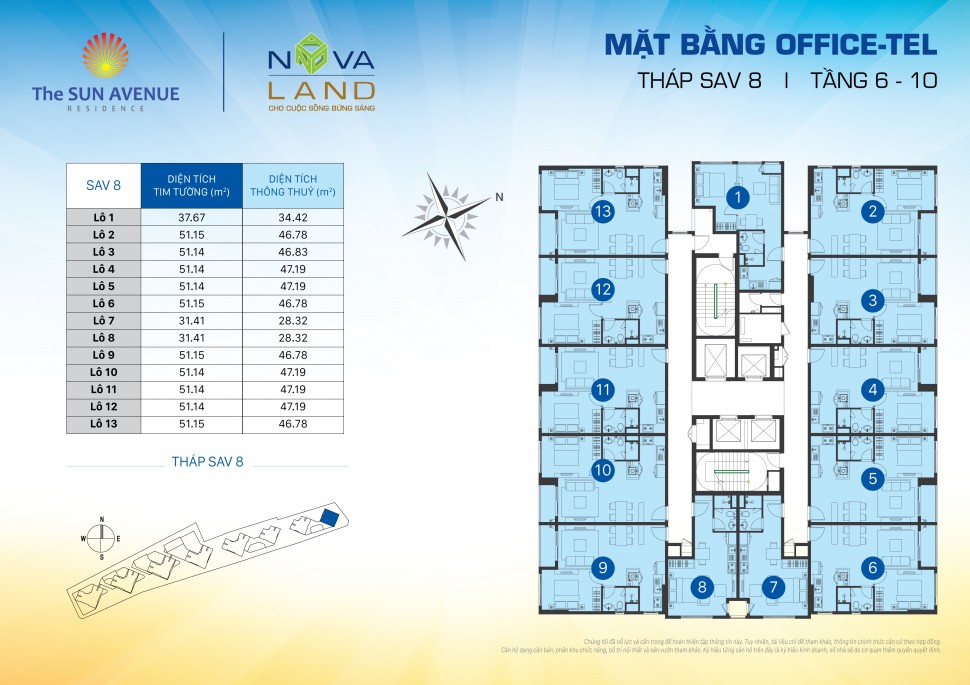 The SUN AVENUE
RESIDENCE
NOVA
LAND
CHO CUỘC SỐNG BỪNG SÁNG
MẶT BẰNG OFFICE-TEL
THÁP SAV 8 | TẦNG 6 - 10
SAV 8 DIỆN TÍCH TIM TƯỜNG (m²) DIỆN TÍCH THÔNG THUỶ (m²)
Lô 1 37.67 34.42
Lô 2 51.15 46.78
Lô 3 51.14 46.83
Lô 4 51.14 47.19
Lô 5 51.14 47.19
Lô 6 51.15 46.78
Lô 7 31.41 28.32
Lô 8 31.41 28.32
Lô 9 51.15 46.78
Lô 10 51.14 47.19
Lô 11 51.14 47.19
Lô 12 51.14 47.19
Lô 13 51.15 46.78
THÁP SAV 8
N
W E
S
N
13 1 2
12 3
11 4
10 5
9 8 7 6
Chúng tôi đã nỗ lực và cẩn trọng để hoàn thiện tập thông tin này. Tuy nhiên, tài liệu chỉ để tham khảo, thông tin chính thức căn cứ theo hợp đồng.
Căn hộ dạng căn bản, phân khu chức năng, bố trí nội thất và sân vườn tham khảo. Ký hiệu từng căn hộ trên đây là ký hiệu kinh doanh, số nhà sẽ do cơ quan thẩm quyền quyết định.